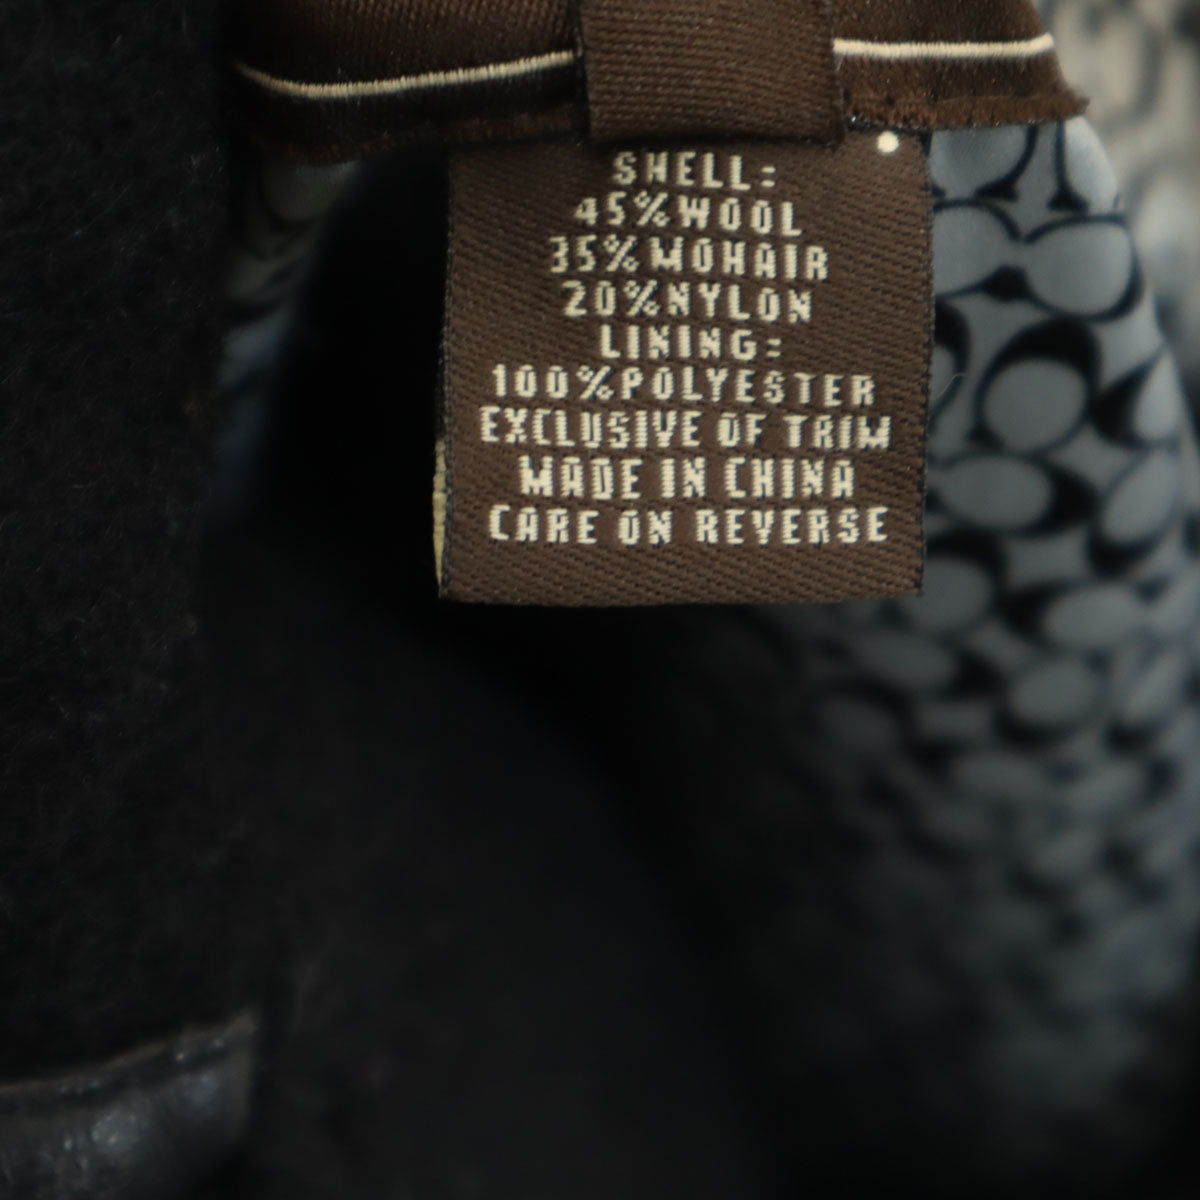 SHELL:
45%WOOL
35%MOHAIR
20%NYLON
LINING:
100%POLYESTER
EXCLUSIVE OF TRIM
MADE IN CHINA
CARE ON REVERSE